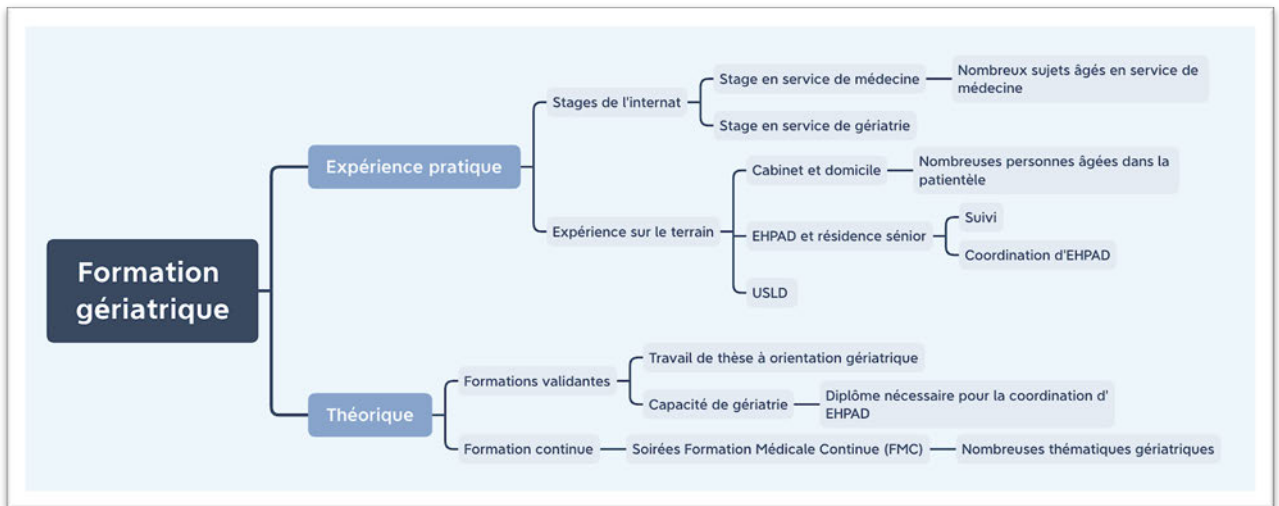 Formation
gériatrique
Expérience pratique
Stages de l'internat
Stage en service de médecine
Nombreux sujets âgés en service de
médecine
Stage en service de gériatrie
Expérience sur le terrain
Cabinet et domicile
Nombreuses personnes âgées dans la
patientèle
EHPAD et résidence sénior
Suivi
Coordination d'EHPAD
USLD
Théorique
Formations validantes
Travail de thèse à orientation gériatrique
Capacité de gériatrie
Diplôme nécessaire pour la coordination d'
EHPAD
Formation continue
Soirées Formation Médicale Continue (FMC)
Nombreuses thématiques gériatriques